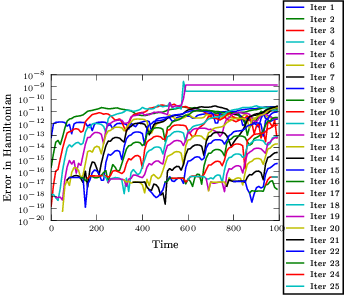 10⁻⁸
10⁻⁹
10⁻¹⁰
10⁻¹¹
10⁻¹²
10⁻¹³
10⁻¹⁴
10⁻¹⁵
10⁻¹⁶
10⁻¹⁷
10⁻¹⁸
10⁻¹⁹
10⁻²⁰
Error in Hamiltonian
0 200 400 600 800 1000
Time
Iter 1
Iter 2
Iter 3
Iter 4
Iter 5
Iter 6
Iter 7
Iter 8
Iter 9
Iter 10
Iter 11
Iter 12
Iter 13
Iter 14
Iter 15
Iter 16
Iter 17
Iter 18
Iter 19
Iter 20
Iter 21
Iter 22
Iter 23
Iter 24
Iter 25